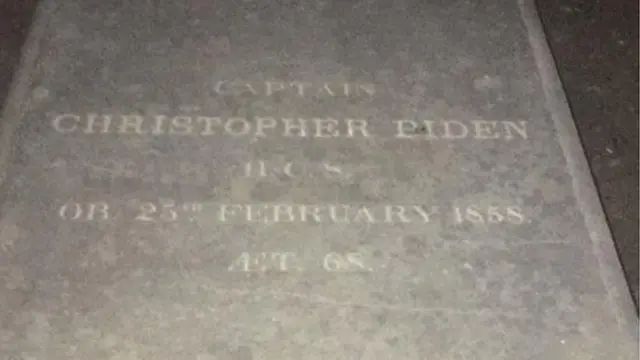 CAPTAIN
CHRISTOPHER BIDEN
H.C.S.
OB. 25TH FEBRUARY 1858.
ÆT. 68.